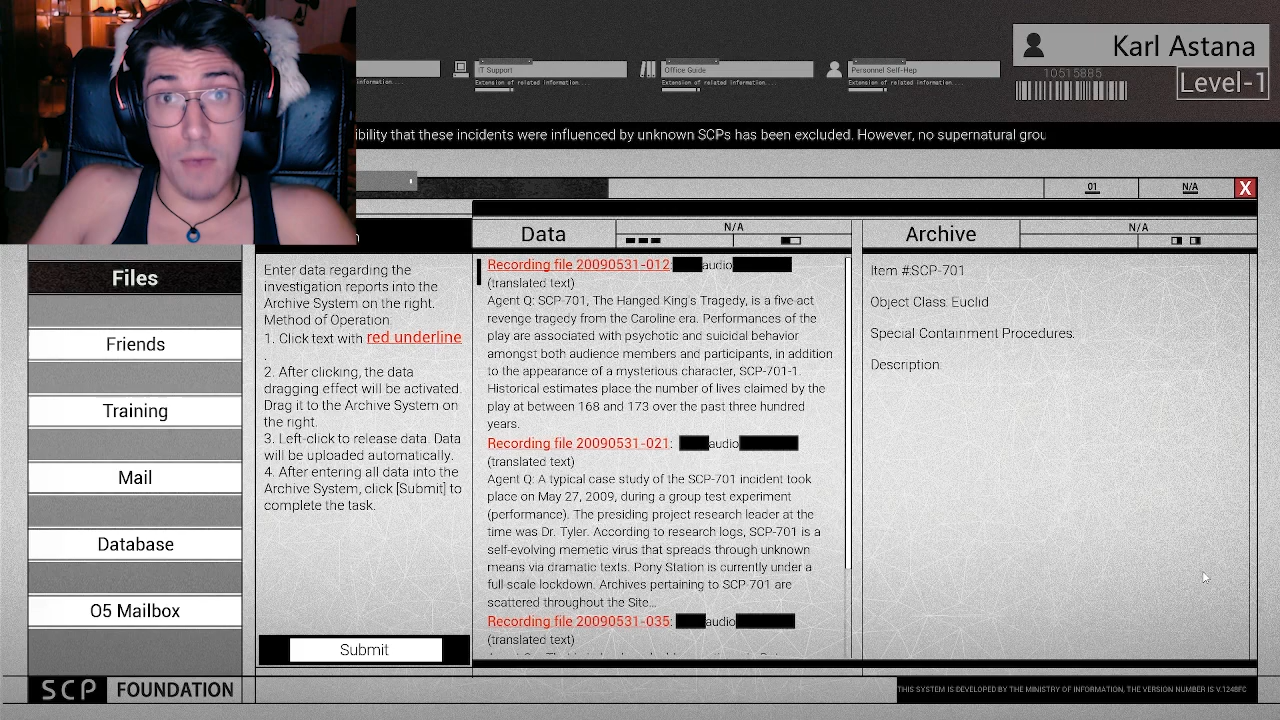 Karl Astana
10515885
Level-1
IT Support
Extension of related information....
Office Guide
Extension of related information....
Personnel Self-Hep
Extension of related information....
information....
ibility that these incidents were influenced by unknown SCPs has been excluded. However, no supernatural grou
01
N/A
X
Files
Friends
Training
Mail
Database
O5 Mailbox
SCP FOUNDATION
Enter data regarding the
investigation reports into the
Archive System on the right.
Method of Operation
1. Click text with red underline
.
2. After clicking, the data
dragging effect will be activated
Drag it to the Archive System on
the right.
3. Left-click to release data. Data
will be uploaded automatically.
4. After entering all data into the
Archive System, click [Submit] to
complete the task.
Submit
Data
N/A
Recording file 20090531-012: audio
(translated text)
Agent Q: SCP-701, The Hanged King's Tragedy, is a five-act
revenge tragedy from the Caroline era. Performances of the
play are associated with psychotic and suicidal behavior
amongst both audience members and participants, in addition
to the appearance of a mysterious character, SCP-701-1
Historical estimates place the number of lives claimed by the
play at between 168 and 173 over the past three hundred
years.
Recording file 20090531-021: audio
(translated text)
Agent Q: A typical case study of the SCP-701 incident took
place on May 27, 2009, during a group test experiment
(performance). The presiding project research leader at the
time was Dr. Tyler. According to research logs, SCP-701 is a
self-evolving memetic virus that spreads through unknown
means via dramatic texts. Pony Station is currently under a
full-scale lockdown. Archives pertaining to SCP-701 are
scattered throughout the Site...
Recording file 20090531-035: audio
(translated text)
Archive
N/A
Item #:SCP-701
Object Class: Euclid
Special Containment Procedures:
Description:
THIS SYSTEM IS DEVELOPED BY THE MINISTRY OF INFORMATION, THE VERSION NUMBER IS V.1248FC